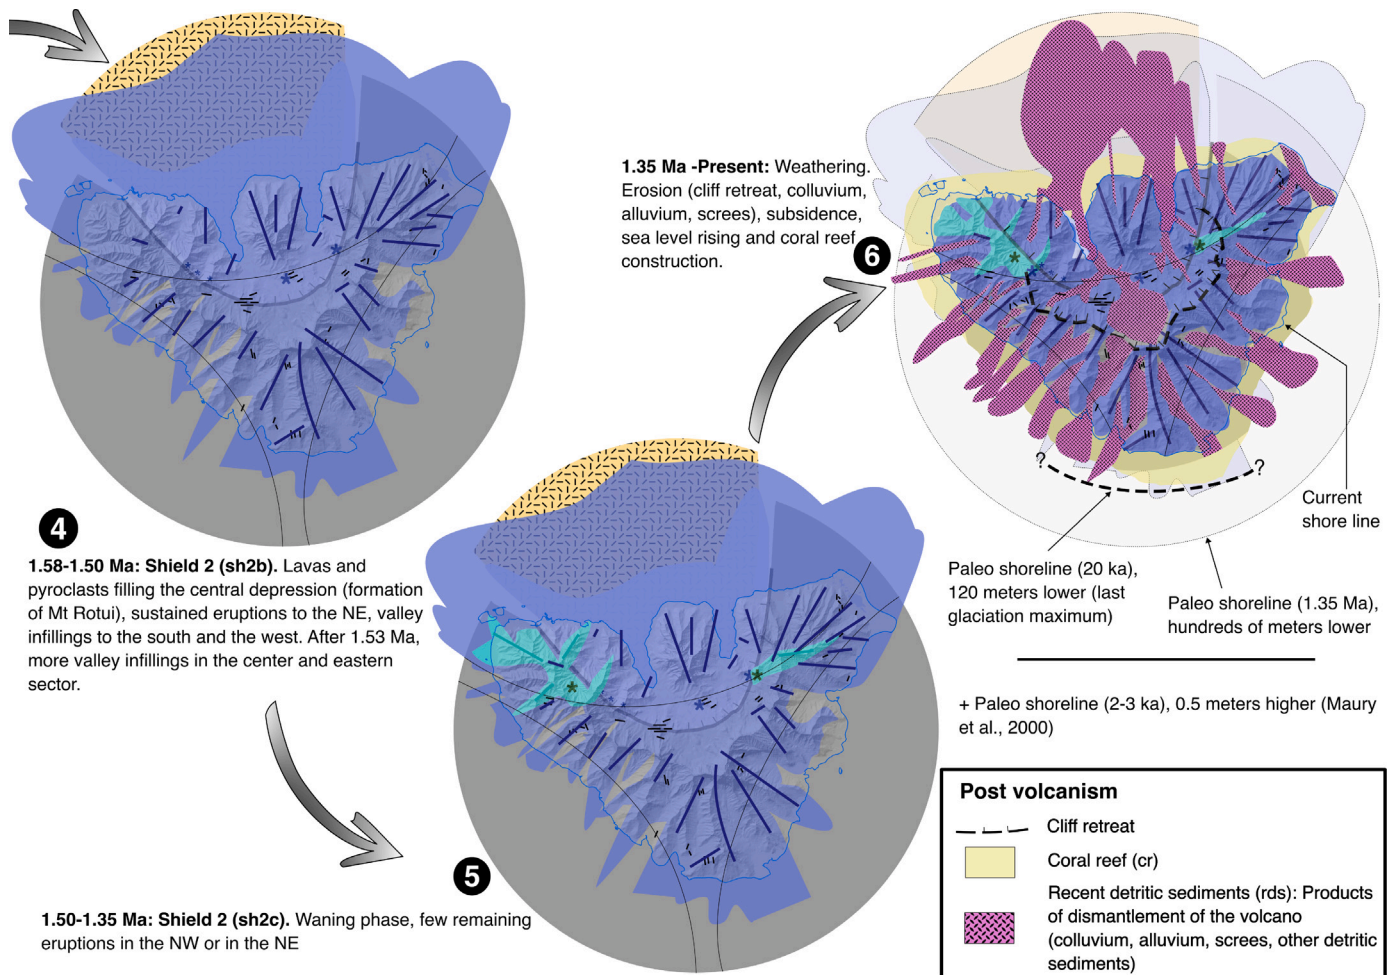 4
1.58-1.50 Ma: Shield 2 (sh2b). Lavas and
pyroclasts filling the central depression (formation
of Mt Rotui), sustained eruptions to the NE, valley
infillings to the south and the west. After 1.53 Ma,
more valley infillings in the center and eastern
sector.
5
1.50-1.35 Ma: Shield 2 (sh2c). Waning phase, few remaining
eruptions in the NW or in the NE
1.35 Ma -Present: Weathering.
Erosion (cliff retreat, colluvium,
alluvium, screes), subsidence,
sea level rising and coral reef
construction.
6
?
?
Current
shore line
Paleo shoreline (20 ka),
120 meters lower (last
glaciation maximum)
Paleo shoreline (1.35 Ma),
hundreds of meters lower
+ Paleo shoreline (2-3 ka), 0.5 meters higher (Maury
et al., 2000)
Post volcanism
Cliff retreat
Coral reef (cr)
Recent detritic sediments (rds): Products
of dismantlement of the volcano
(colluvium, alluvium, screes, other detritic
sediments)